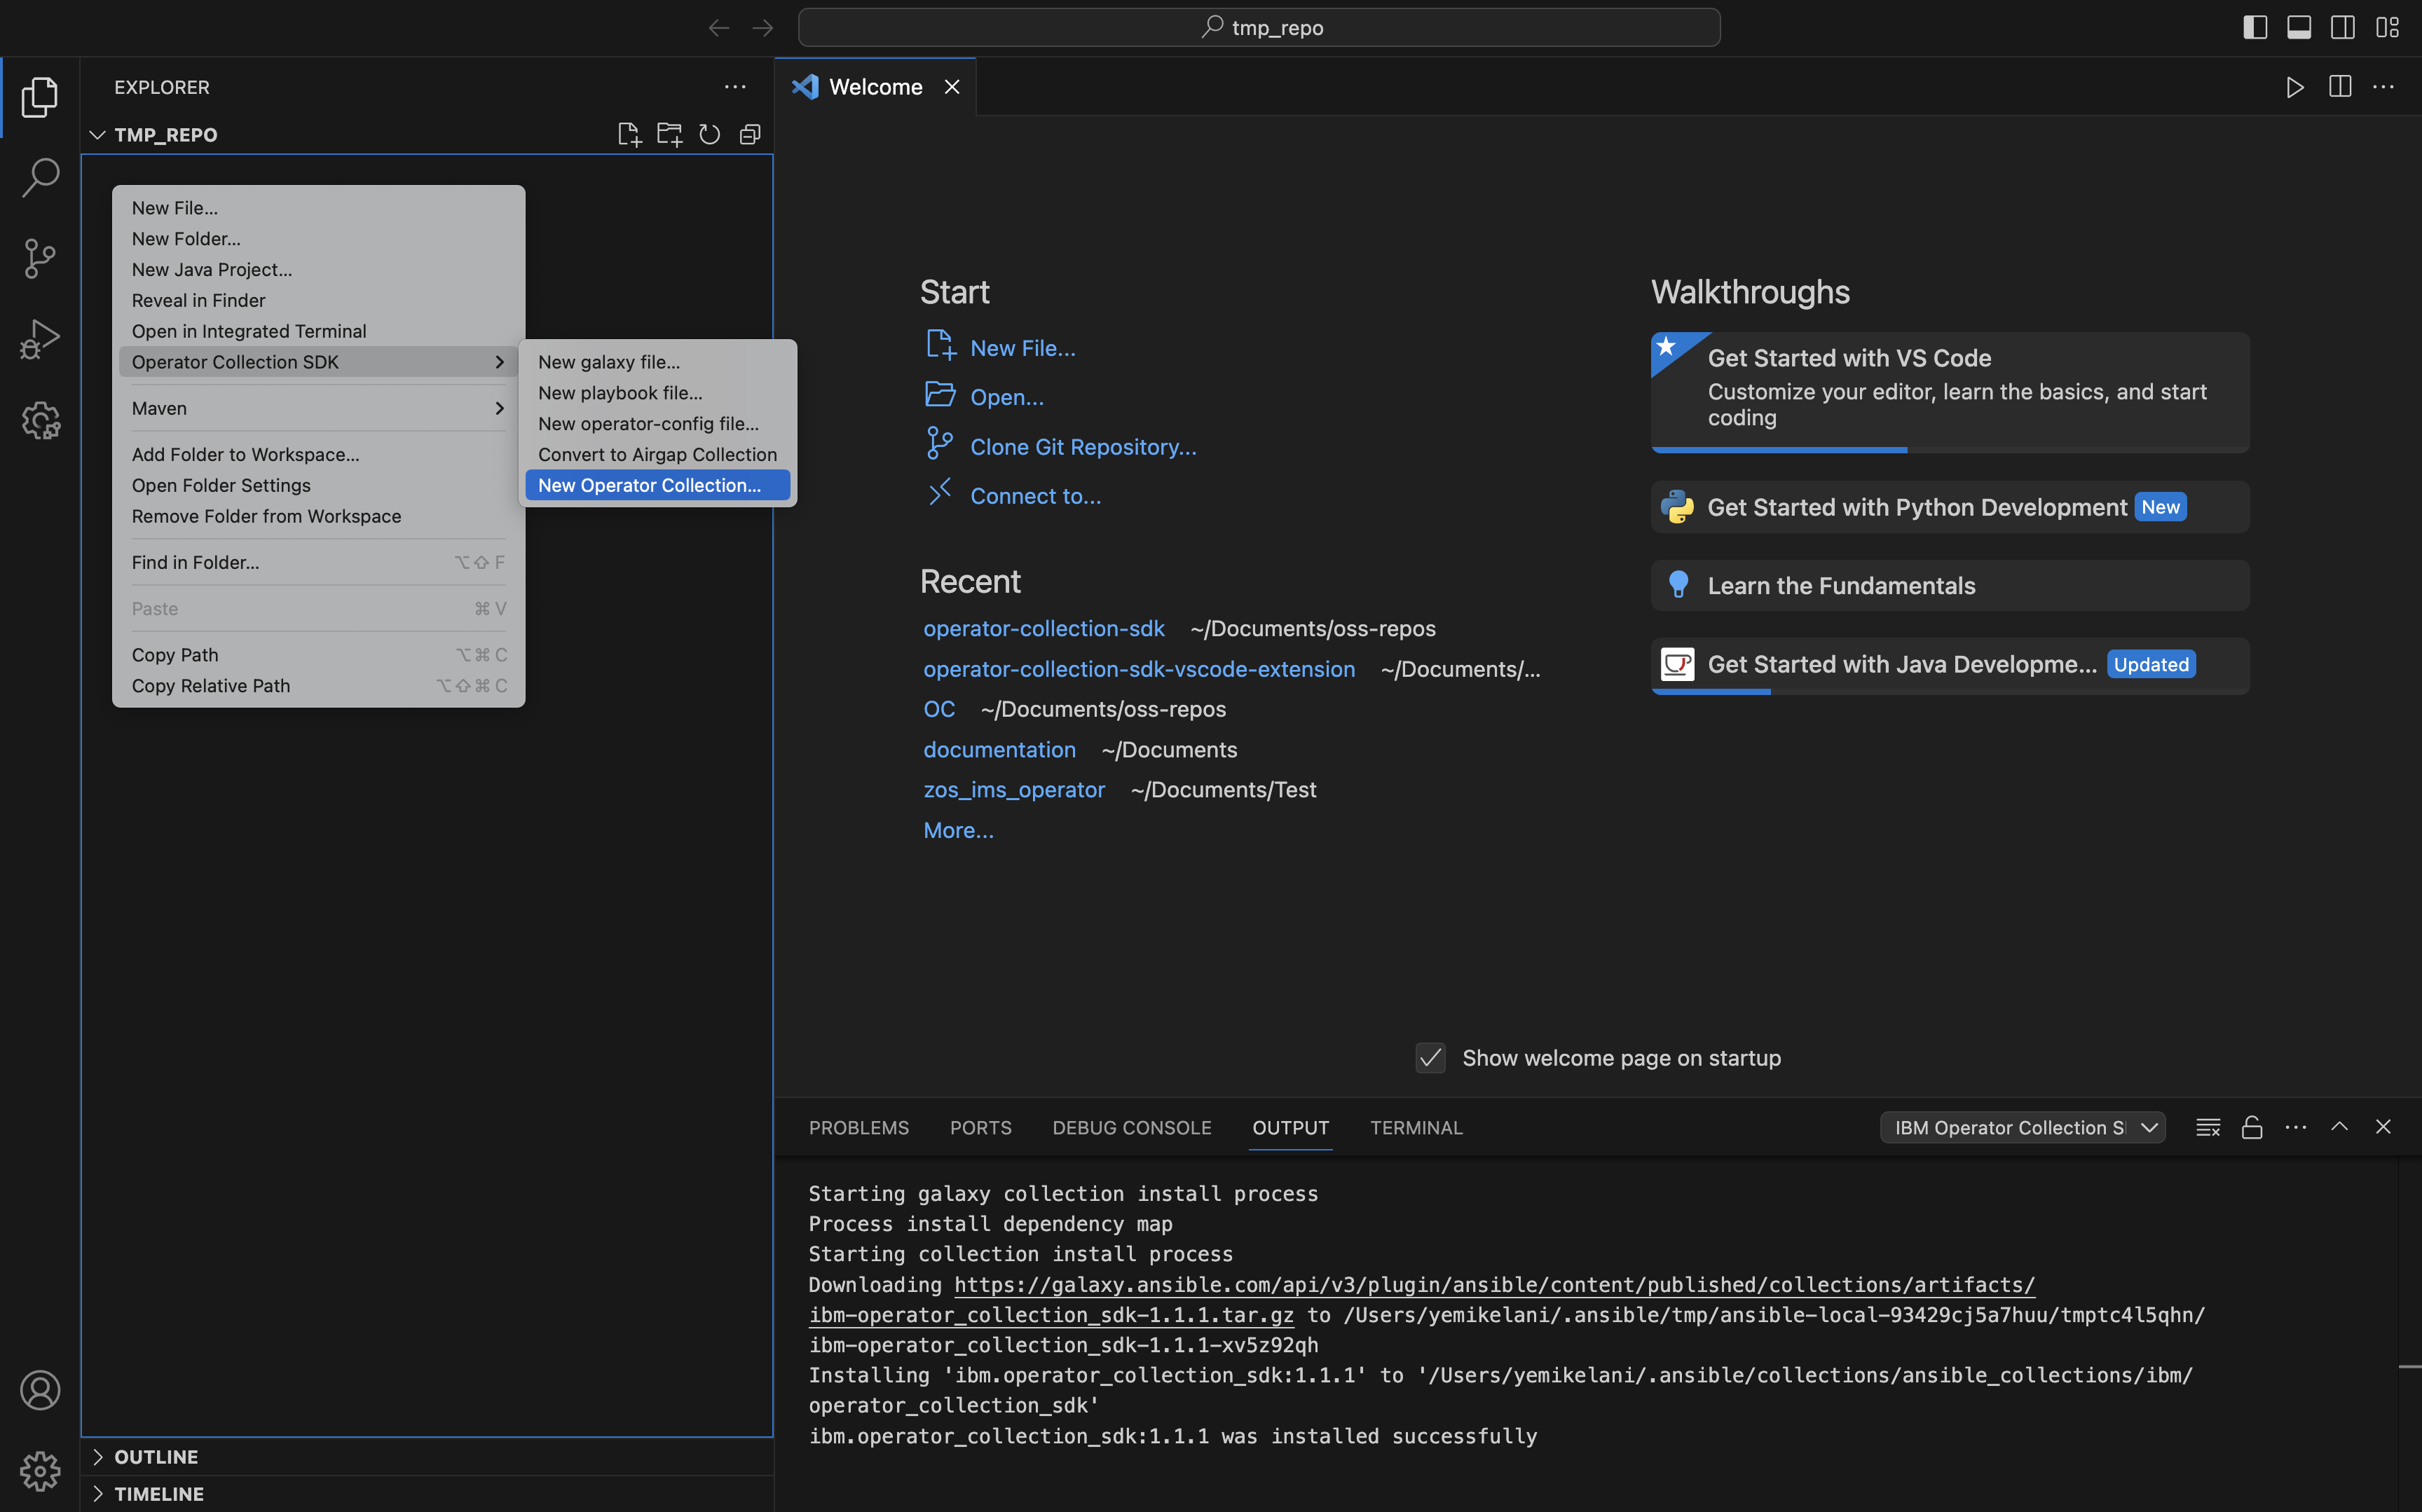 tmp_repo
EXPLORER
TMP_REPO
New File...
New Folder...
New Java Project...
Reveal in Finder
Open in Integrated Terminal
Operator Collection SDK
Maven
Add Folder to Workspace...
Open Folder Settings
Remove Folder from Workspace
Find in Folder... ⌥⇧ F
Paste ⌘ V
Copy Path ⌥⌘ C
Copy Relative Path ⌥⇧⌘ C
New galaxy file...
New playbook file...
New operator-config file...
Convert to Airgap Collection
New Operator Collection...
OUTLINE
TIMELINE
Welcome
Start
New File...
Open...
Clone Git Repository...
Connect to...
Recent
operator-collection-sdk ~/Documents/oss-repos
operator-collection-sdk-vscode-extension ~/Documents/...
OC ~/Documents/oss-repos
documentation ~/Documents
zos_ims_operator ~/Documents/Test
More...
Walkthroughs
Get Started with VS Code
Customize your editor, learn the basics, and start
coding
Get Started with Python Development New
Learn the Fundamentals
Get Started with Java Developme... Updated
Show welcome page on startup
PROBLEMS PORTS DEBUG CONSOLE OUTPUT TERMINAL IBM Operator Collection S
Starting galaxy collection install process
Process install dependency map
Starting collection install process
Downloading https://galaxy.ansible.com/api/v3/plugin/ansible/content/published/collections/artifacts/
ibm-operator_collection_sdk-1.1.1.tar.gz to /Users/yemikelani/.ansible/tmp/ansible-local-93429cj5a7huu/tmptc4l5qhn/
ibm-operator_collection_sdk-1.1.1-xv5z92qh
Installing 'ibm.operator_collection_sdk:1.1.1' to '/Users/yemikelani/.ansible/collections/ansible_collections/ibm/
operator_collection_sdk'
ibm.operator_collection_sdk:1.1.1 was installed successfully